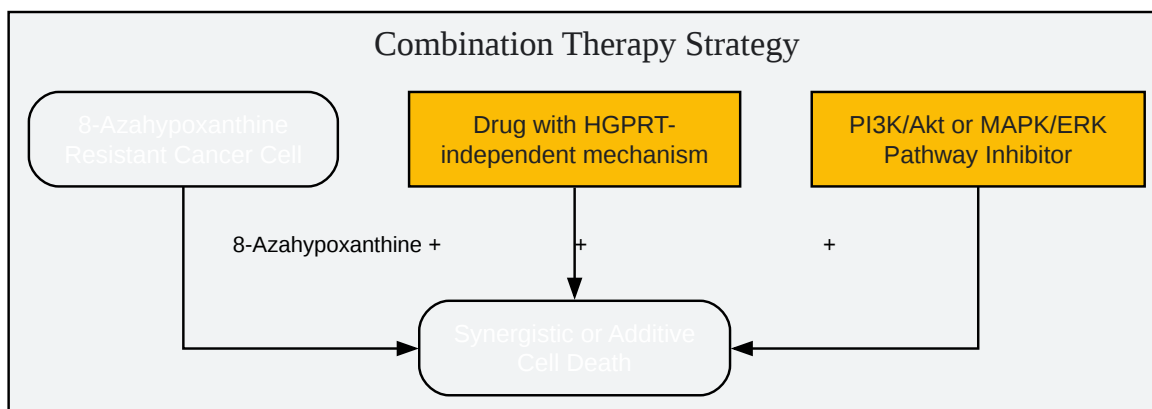 Combination Therapy Strategy
8-Azahypoxanthine
Resistant Cancer Cell
Drug with HGPRT-
independent mechanism
PI3K/Akt or MAPK/ERK
Pathway Inhibitor
8-Azahypoxanthine +
+
+
Synergistic or Additive
Cell Death